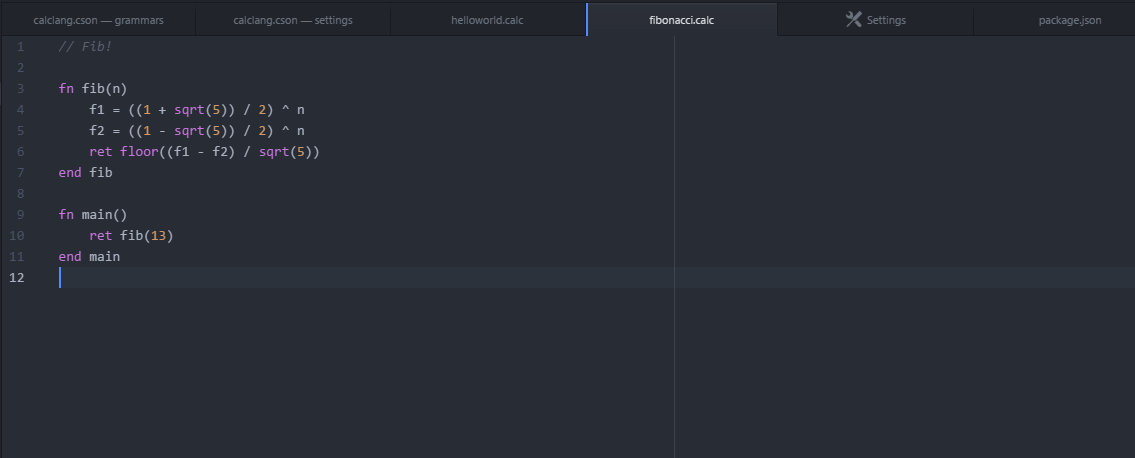 calclang.cson — grammars calclang.cson — settings helloworld.calc fibonacci.calc Settings package.json
1 // Fib!
2
3 fn fib(n)
4 f1 = ((1 + sqrt(5)) / 2) ^ n
5 f2 = ((1 - sqrt(5)) / 2) ^ n
6 ret floor((f1 - f2) / sqrt(5))
7 end fib
8
9 fn main()
10 ret fib(13)
11 end main
12